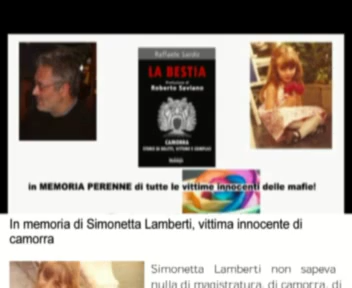 Raffaele Sardo
LA BESTIA
Prefazione di
Roberto Saviano
CAMORRA
STORIE DI DELITTI, VITTIME E COMPLICI
in MEMORIA PERENNE di tutte le vittime innocenti delle mafie!
In memoria di Simonetta Lamberti, vittima innocente di
camorra
Simonetta Lamberti non sapeva
nulla di magistratura, di camorra, di